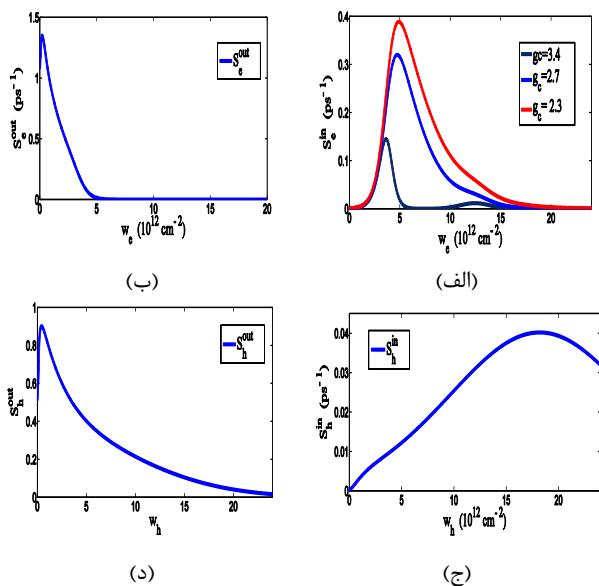 S_e^out (ps^-1)
1.5
1
0.5
0
S_e^out
0 5 10 15 20
w_e (10^12 cm^-2)
(ب)
S_e^in (ps^-1)
0.4
0.3
0.2
0.1
0
gc=3.4
g_c=2.7
g_c = 2.3
0 5 10 15 20
w_e (10^12 cm^-2)
(الف)
S_h^out
1
0.8
0.6
0.4
0.2
0
S_h^out
0 5 10 15 20
w_h
(د)
S_h^in (ps^-1)
0.04
0.03
0.02
0.01
0
S_h^in
0 5 10 15 20
w_h (10^12 cm^-2)
(ج)